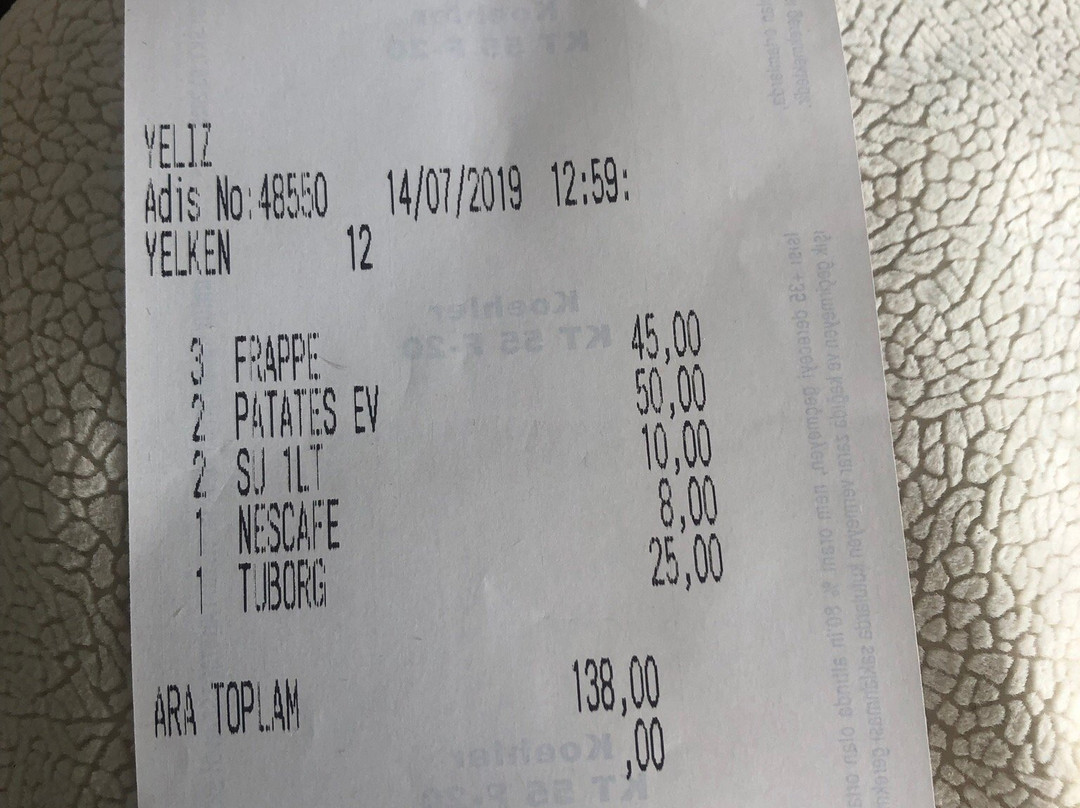 YELIZ
Adis No:48550 14/07/2019 12:59:
YELKEN 12
3 FRAPPE 45,00
2 PATATES EV 50,00
2 SU 1LT 10,00
1 NESCAFE 8,00
1 TUBORG 25,00
ARA TOPLAM 138,00
,00